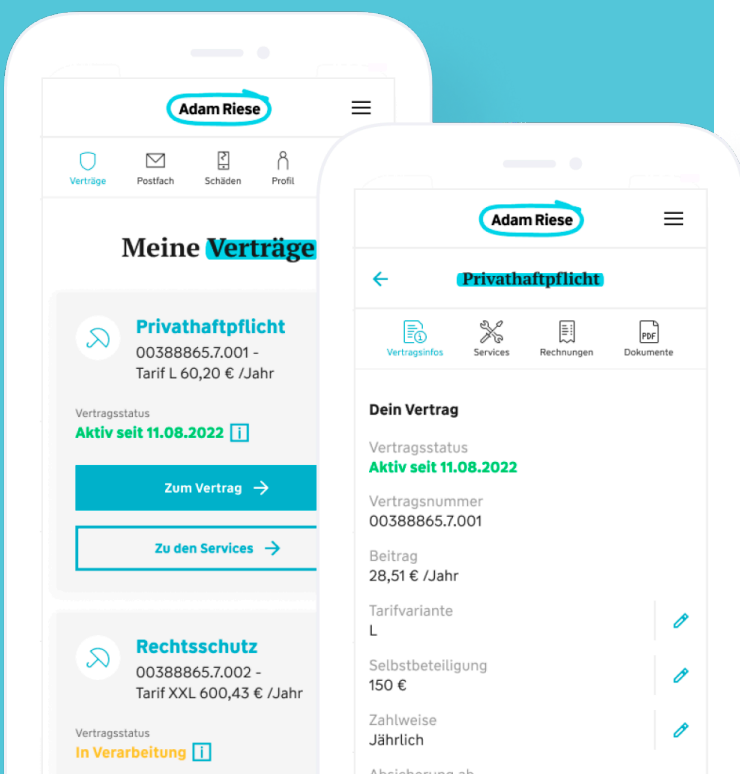 Adam Riese
Verträge
Postfach
Schäden
Profil
Meine Verträge
Privathaftpflicht
00388865.7.001 -
Tarif L 60,20 € /Jahr
Vertragsstatus
Aktiv seit 11.08.2022 i
Zum Vertrag →
Zu den Services →
Rechtsschutz
00388865.7.002 -
Tarif XXL 600,43 € /Jahr
Vertragsstatus
In Verarbeitung i
Adam Riese
← Privathaftpflicht
Vertragsinfos
Services
Rechnungen
PDF
Dokumente
Dein Vertrag
Vertragsstatus
Aktiv seit 11.08.2022
Vertragsnummer
00388865.7.001
Beitrag
28,51 € /Jahr
Tarifvariante
L
Selbstbeteiligung
150 €
Zahlweise
Jährlich
Absicherung ab